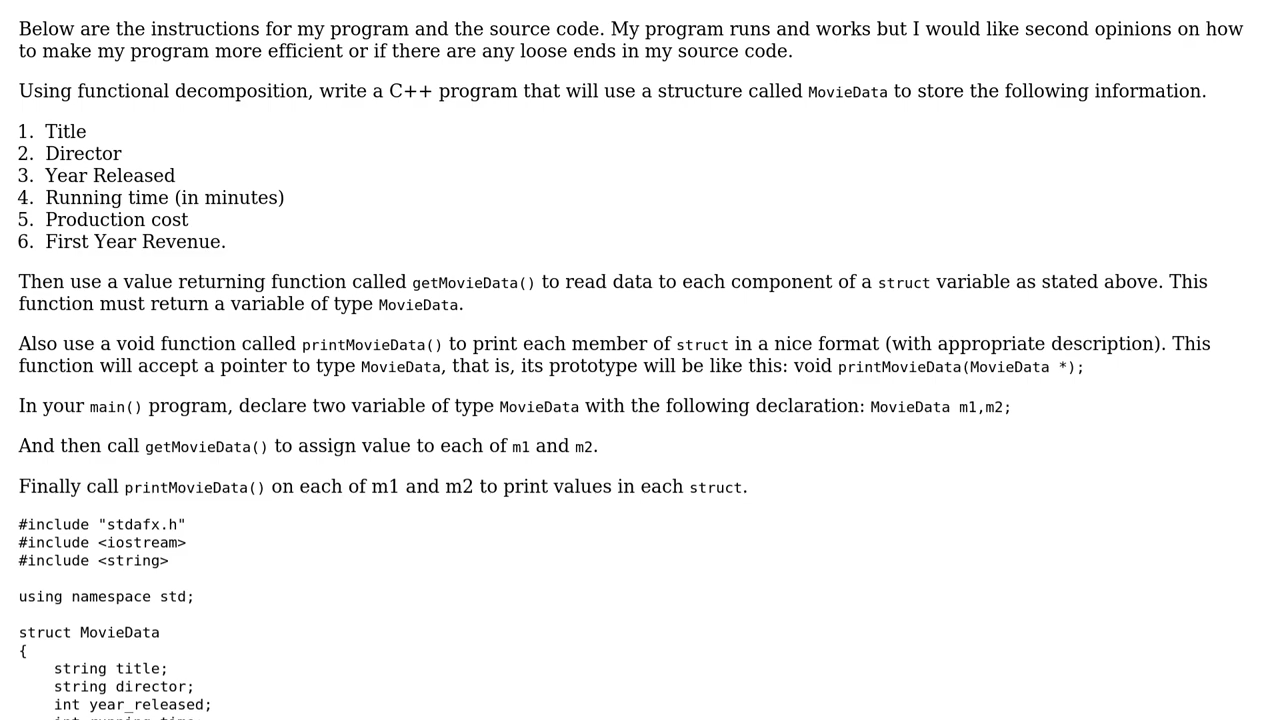 Below are the instructions for my program and the source code. My program runs and works but I would like second opinions on how
to make my program more efficient or if there are any loose ends in my source code.
Using functional decomposition, write a C++ program that will use a structure called MovieData to store the following information.
1. Title
2. Director
3. Year Released
4. Running time (in minutes)
5. Production cost
6. First Year Revenue.
Then use a value returning function called getMovieData() to read data to each component of a struct variable as stated above. This
function must return a variable of type MovieData.
Also use a void function called printMovieData() to print each member of struct in a nice format (with appropriate description). This
function will accept a pointer to type MovieData, that is, its prototype will be like this: void printMovieData(MovieData *);
In your main() program, declare two variable of type MovieData with the following declaration: MovieData m1,m2;
And then call getMovieData() to assign value to each of m1 and m2.
Finally call printMovieData() on each of m1 and m2 to print values in each struct.
#include "stdafx.h"
#include <iostream>
#include <string>
using namespace std;
struct MovieData
{
    string title;
    string director;
    int year_released;